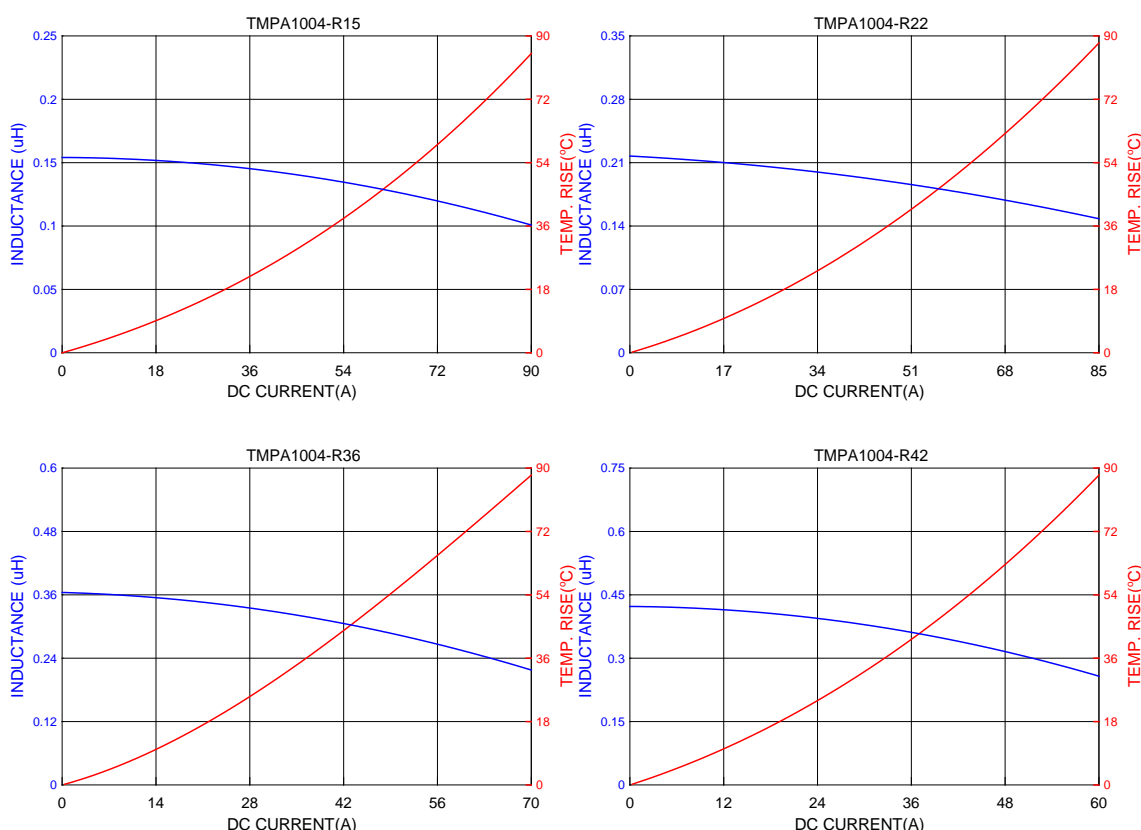 TMPA1004-R15
INDUCTANCE (uH)
0.25
0.2
0.15
0.1
0.05
0
90
72
54
36
18
0
TEMP. RISE(ºC)
0 18 36 54 72 90
DC CURRENT(A)
TMPA1004-R22
INDUCTANCE (uH)
0.35
0.28
0.21
0.14
0.07
0
90
72
54
36
18
0
TEMP. RISE(ºC)
0 17 34 51 68 85
DC CURRENT(A)
TMPA1004-R36
INDUCTANCE (uH)
0.6
0.48
0.36
0.24
0.12
0
90
72
54
36
18
0
TEMP. RISE(ºC)
0 14 28 42 56 70
DC CURRENT(A)
TMPA1004-R42
INDUCTANCE (uH)
0.75
0.6
0.45
0.3
0.15
0
90
72
54
36
18
0
TEMP. RISE(ºC)
0 12 24 36 48 60
DC CURRENT(A)